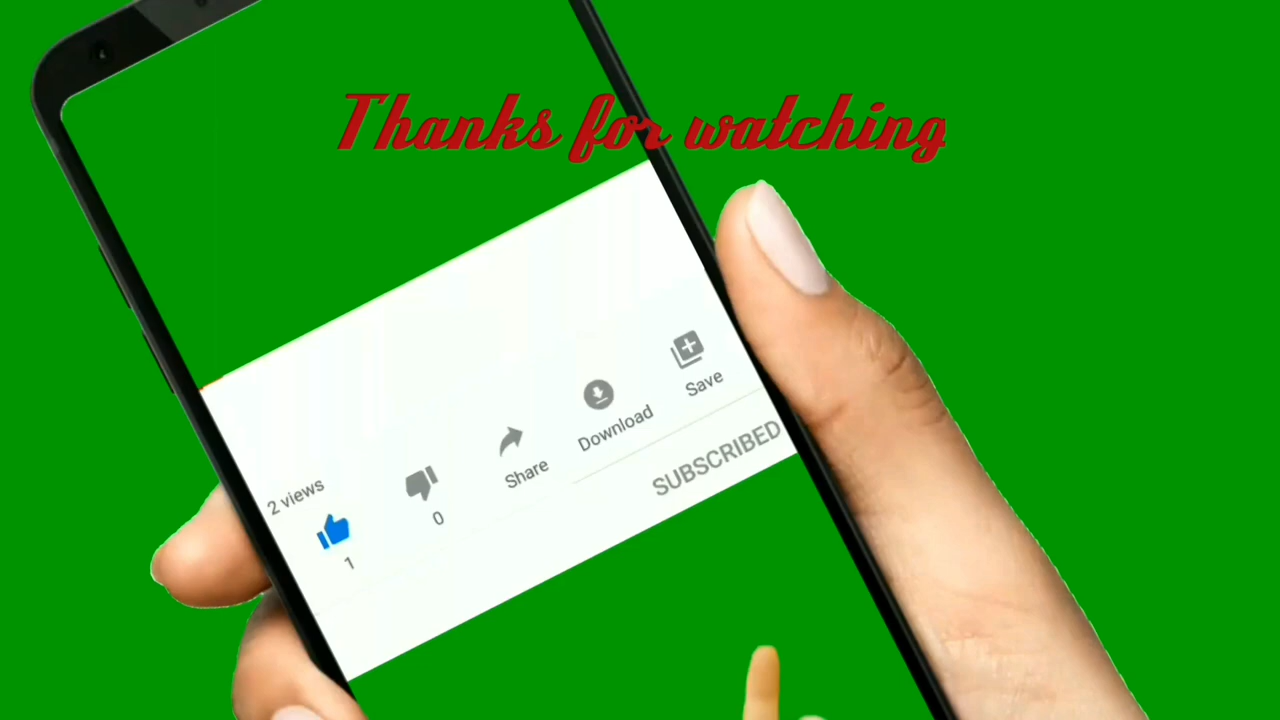 Thanks for watching
2 views
1
0
Share
Download
Save
SUBSCRIBED